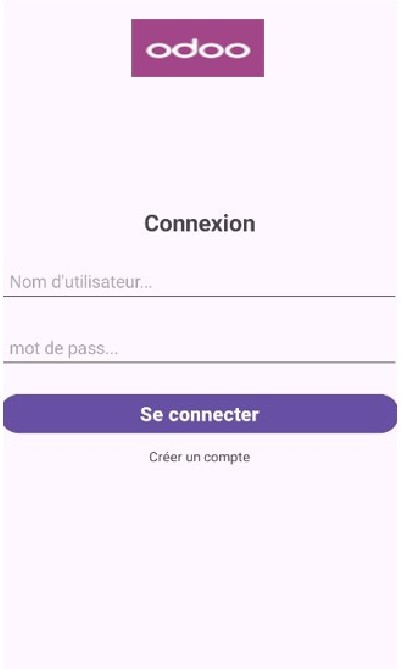 odoo
Connexion
Nom d'utilisateur...
mot de pass...
Se connecter
Créer un compte